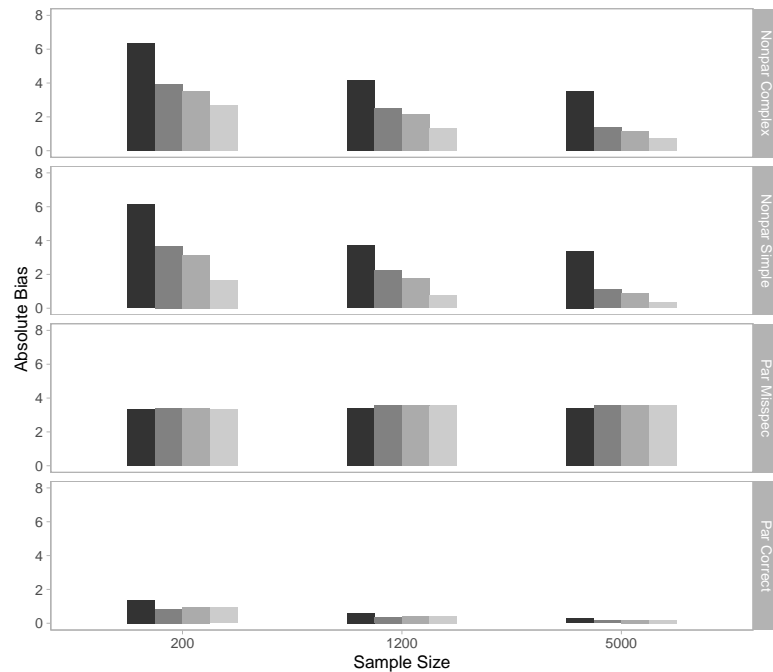 8
6
4
2
0
Nonpar Complex
8
6
4
2
0
Nonpar Simple
8
6
4
2
0
Par Misspec
8
6
4
2
0
Par Correct
Absolute Bias
200 1200 5000
Sample Size